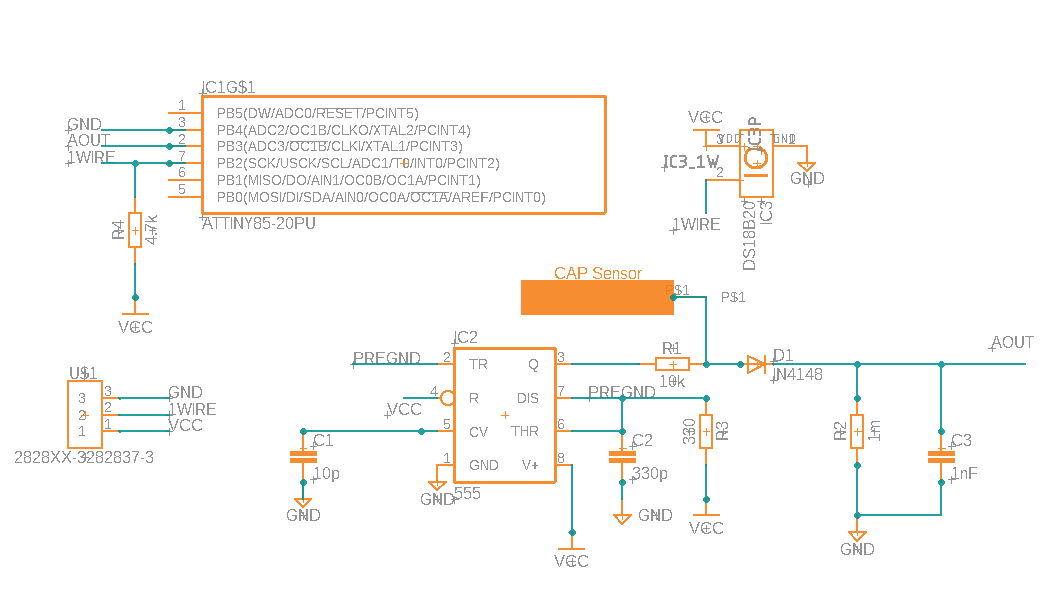 IC1G$1
1 PB5(DW/ADC0/RESET/PCINT5)
3 PB4(ADC2/OC1B/CLKO/XTAL2/PCINT4)
2 PB3(ADC3/OC1B/CLKI/XTAL1/PCINT3)
7 PB2(SCK/USCK/SCL/ADC1/T0/INT0/PCINT2)
6 PB1(MISO/DO/AIN1/OC0B/OC1A/PCINT1)
5 PB0(MOSI/DI/SDA/AIN0/OC0A/OC1A/AREF/PCINT0)
ATTINY85-20PU
GND
AOUT
1WIRE
R4
4.7k
VCC
VCC
3 VDD
GND 1
IC3P
IC3_1W
2
GND
1WIRE
DS18B20
IC3
CAP Sensor
P$1
P$1
U$1
3 3 GND
2 2 1WIRE
1 1 VCC
2828XX-3282837-3
IC2
PREGND 2 TR
VCC 4 R
5 CV
1 GND
Q 3
DIS 7
THR 6
V+ 8
555
GND
C1
10p
GND
VCC
PREGND
C2
330p
GND
R1
10k
330
R3
VCC
D1
IN4148
AOUT
R2
1m
C3
1nF
GND